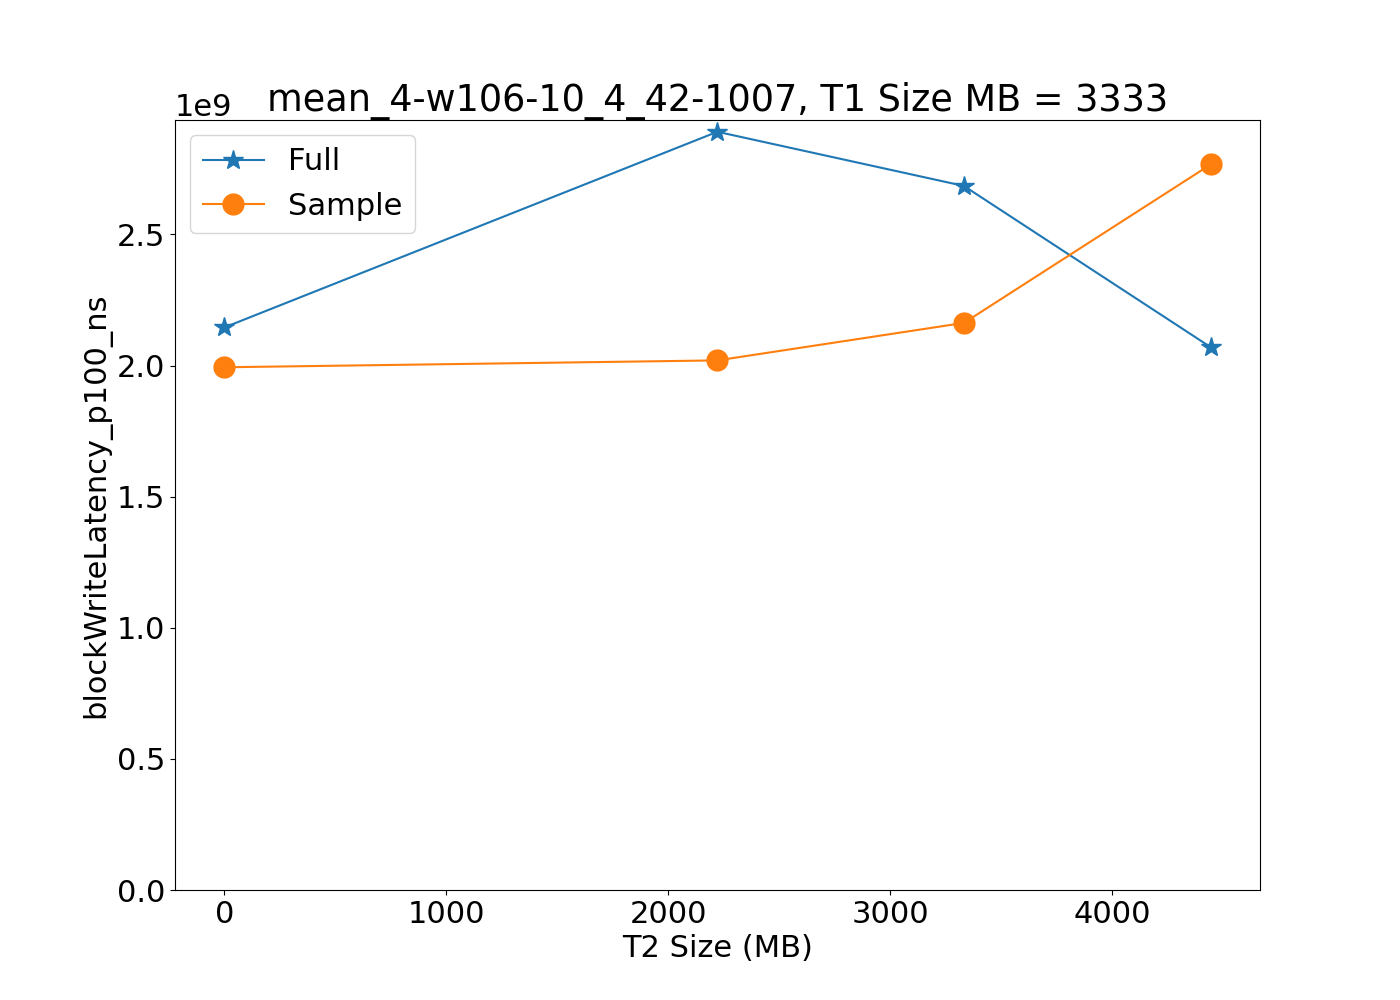 mean_4-w106-10_4_42-1007, T1 Size MB = 3333
1e9
Full
Sample
2.5
2.0
1.5
1.0
0.5
0.0
blockWriteLatency_p100_ns
0 1000 2000 3000 4000
T2 Size (MB)